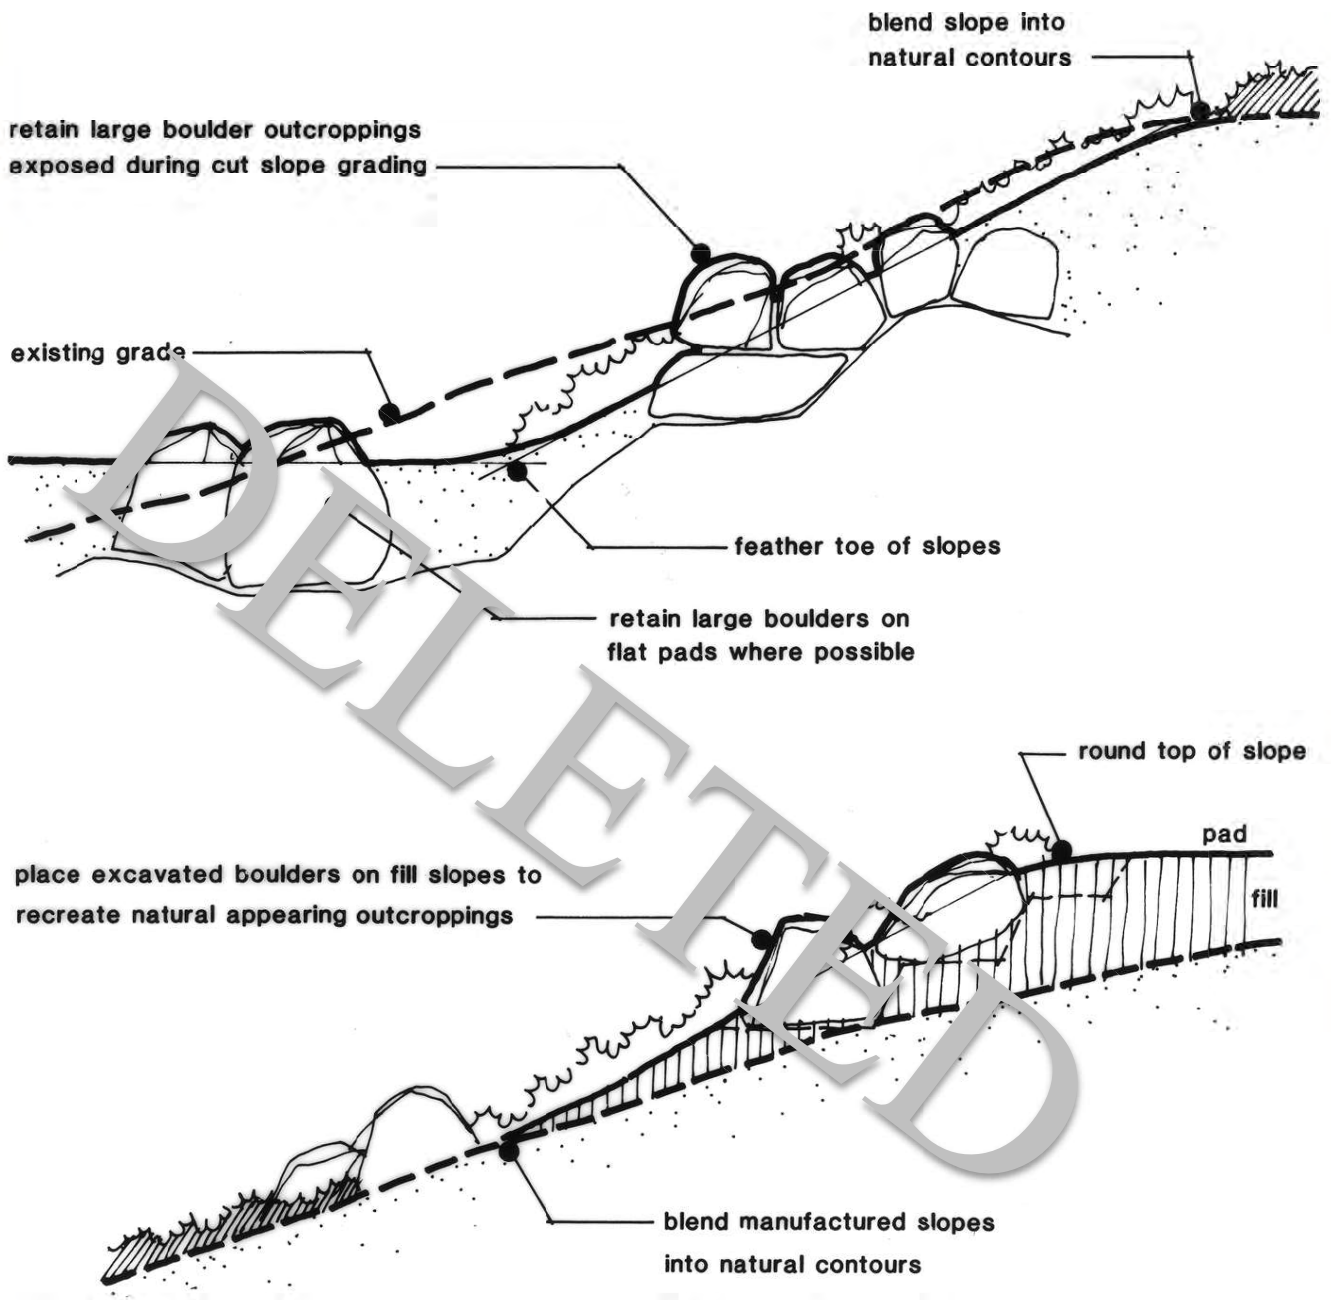 blend slope into
natural contours
retain large boulder outcroppings
exposed during cut slope grading
existing grade
feather toe of slopes
retain large boulders on
flat pads where possible
DELETED
round top of slope
pad
place excavated boulders on fill slopes to
recreate natural appearing outcroppings
fill
blend manufactured slopes
into natural contours